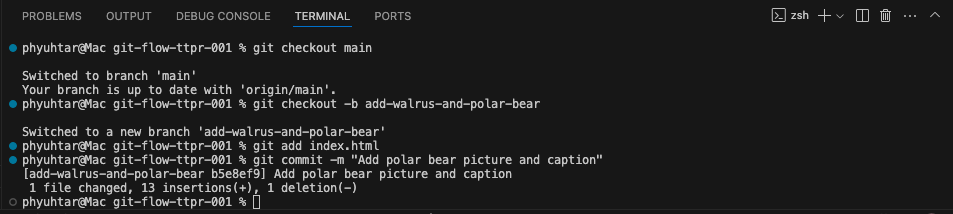 PROBLEMS OUTPUT DEBUG CONSOLE TERMINAL PORTS zsh
phyuhtar@Mac git-flow-ttpr-001 % git checkout main
Switched to branch 'main'
Your branch is up to date with 'origin/main'.
phyuhtar@Mac git-flow-ttpr-001 % git checkout -b add-walrus-and-polar-bear
Switched to a new branch 'add-walrus-and-polar-bear'
phyuhtar@Mac git-flow-ttpr-001 % git add index.html
phyuhtar@Mac git-flow-ttpr-001 % git commit -m "Add polar bear picture and caption"
[add-walrus-and-polar-bear b5e8ef9] Add polar bear picture and caption
1 file changed, 13 insertions(+), 1 deletion(-)
phyuhtar@Mac git-flow-ttpr-001 %